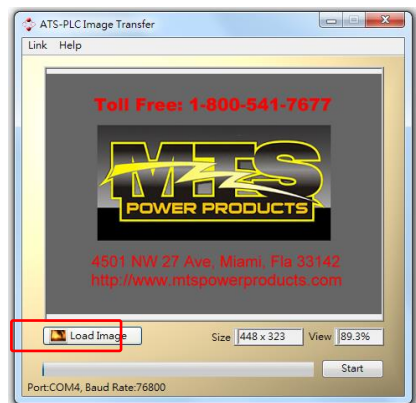 ATS-PLC Image Transfer
Link Help
Toll Free: 1-800-541-7677
MTS
POWER PRODUCTS
4501 NW 27 Ave, Miami, Fla 33142
http://www.mtspowerproducts.com
Load Image Size 448 x 323 View 89.3%
Start
Port:COM4, Baud Rate:76800